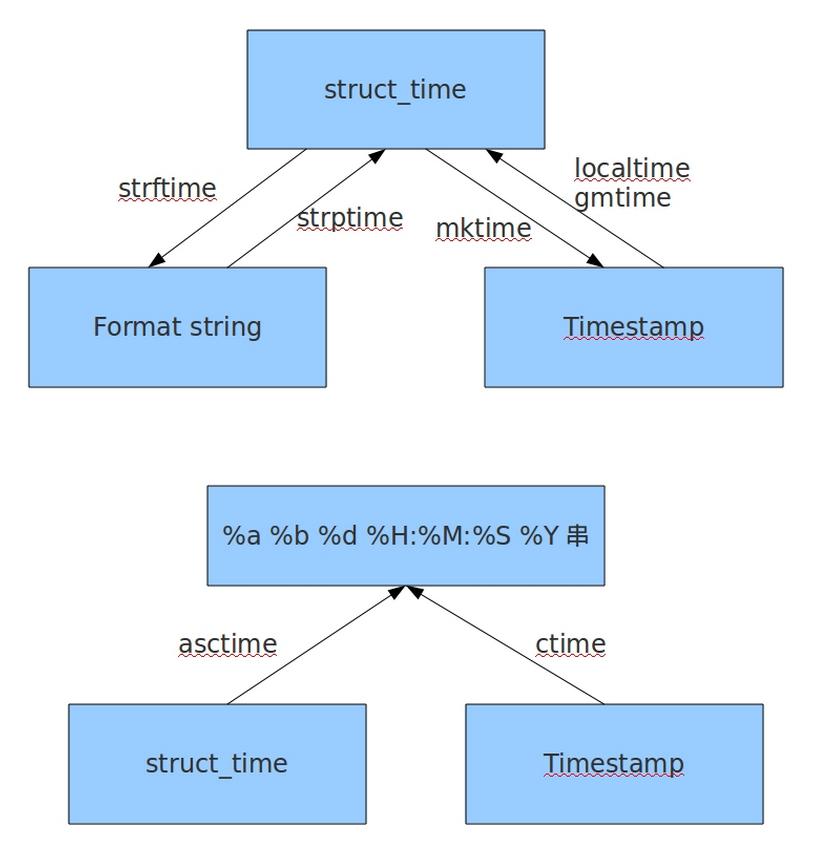 struct_time
localtime
gmtime
strftime
strptime
mktime
Format string
Timestamp
%a %b %d %H:%M:%S %Y 串
asctime
ctime
struct_time
Timestamp